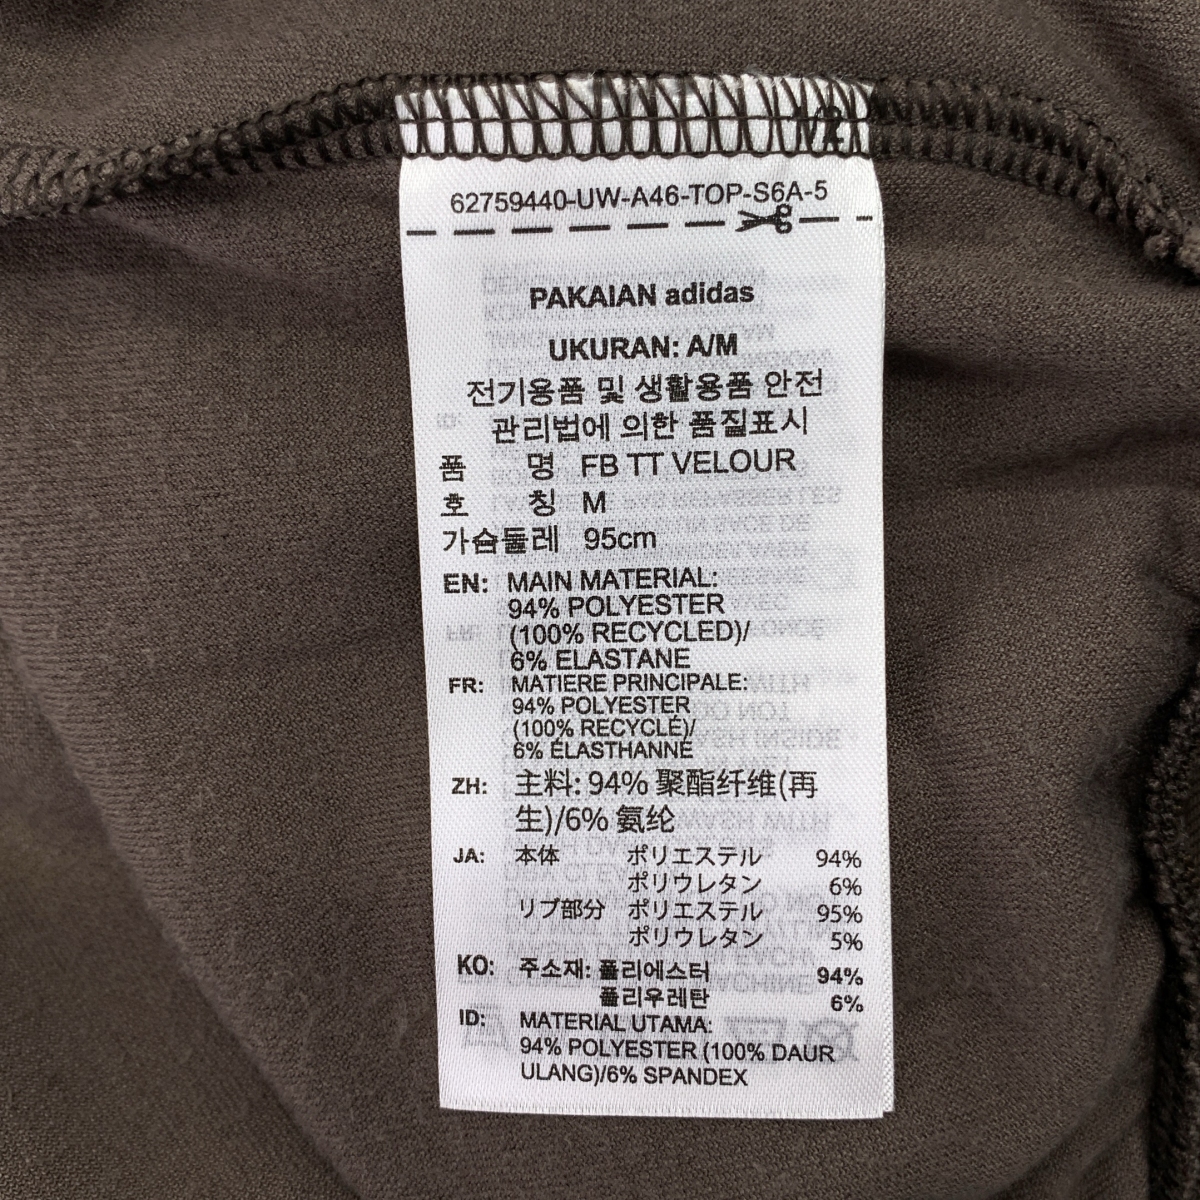 /2
62759440-UW-A46-TOP-S6A-5
PAKAIAN adidas
UKURAN: A/M
전기용품 및 생활용품 안전
관리법에 의한 품질표시
품 명 FB TT VELOUR
호 칭 M
가슴둘레 95cm
EN: MAIN MATERIAL:
94% POLYESTER
(100% RECYCLED)/
6% ELASTANE
FR: MATIERE PRINCIPALE:
94% POLYESTER
(100% RECYCLÉ)/
6% ÉLASTHANNE
ZH: 主料: 94% 聚酯纤维(再
生)/6% 氨纶
JA: 本体 ポリエステル 94%
ポリウレタン 6%
リブ部分 ポリエステル 95%
ポリウレタン 5%
KO: 주소재: 폴리에스터 94%
폴리우레탄 6%
ID: MATERIAL UTAMA:
94% POLYESTER (100% DAUR
ULANG)/6% SPANDEX